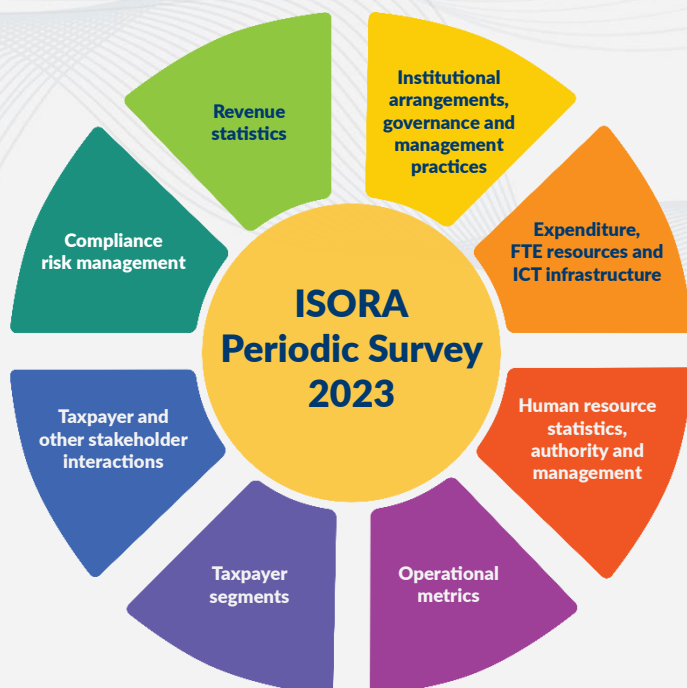 Revenue
statistics
Institutional
arrangements,
governance and
management
practices
Expenditure,
FTE resources and
ICT infrastructure
Human resource
statistics,
authority and
management
Operational
metrics
Taxpayer
segments
Taxpayer and
other stakeholder
interactions
Compliance
risk management
ISORA
Periodic Survey
2023